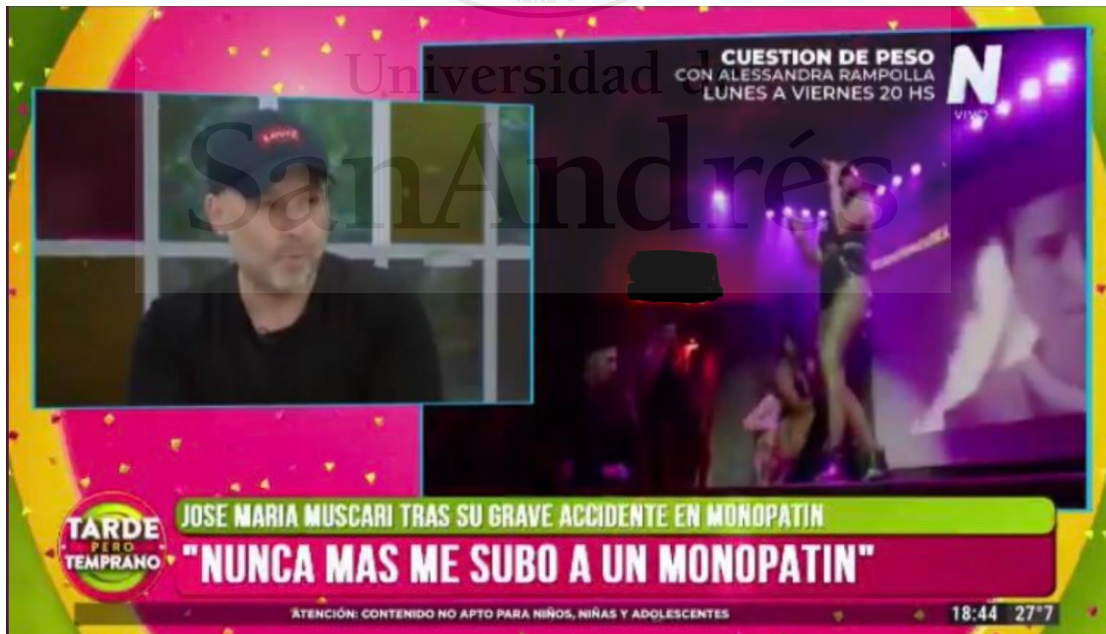 Universidad de
SanAndrés
CUESTION DE PESO
CON ALESSANDRA RAMPOLLA
LUNES A VIERNES 20 HS
N
VIVO
Levi's
JOSE MARIA MUSCARI TRAS SU GRAVE ACCIDENTE EN MONOPATIN
TARDE
PERO
TEMPRANO
"NUNCA MAS ME SUBO A UN MONOPATIN"
ATENCIÓN: CONTENIDO NO APTO PARA NIÑOS, NIÑAS Y ADOLESCENTES
18:44 27°7